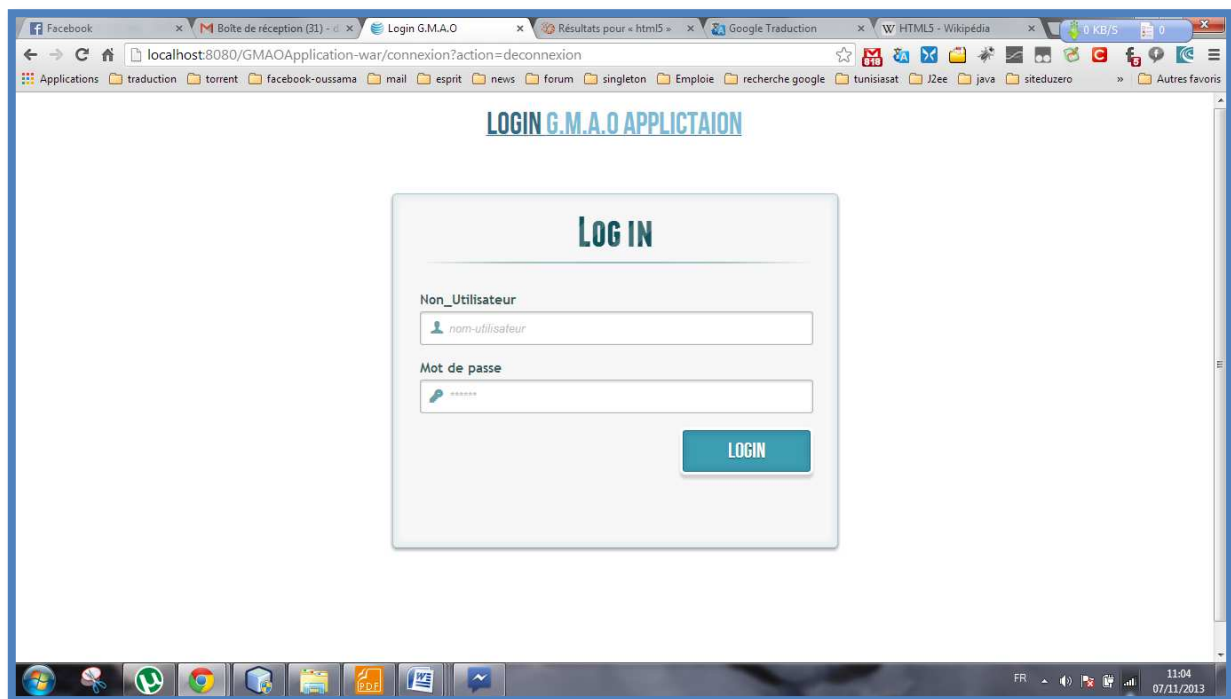 Facebook
Boîte de réception (31) -
Login G.M.A.O
Résultats pour « html5 »
Google Traduction
HTML5 - Wikipédia
0 KB/S
0
localhost:8080/GMAOApplication-war/connexion?action=deconnexion
Applications traduction torrent facebook-oussama mail esprit news forum singleton Emploie recherche google tunisiasat J2ee java siteduzero » Autres favoris
LOGIN G.M.A.O APPLICTAION
LOG IN
Non_Utilisateur
nom-utilisateur
Mot de passe
******
LOGIN
FR
11:04
07/11/2013